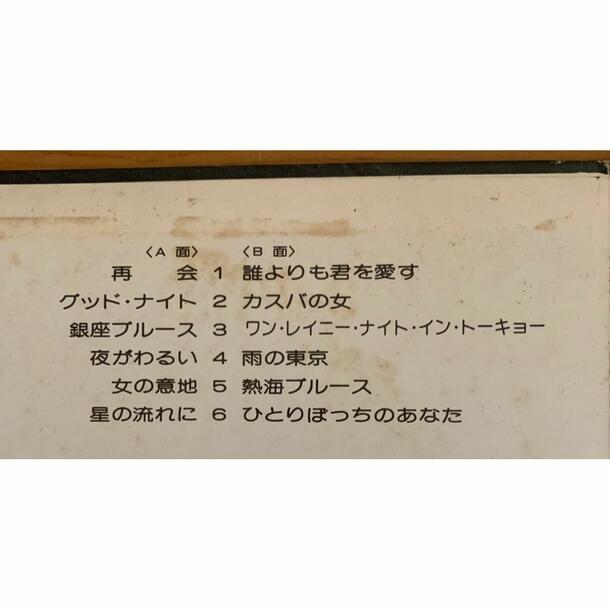 〈A 面〉 〈B 面〉
再 会 1 誰よりも君を愛す
グッド・ナイト 2 カスバの女
銀座ブルース 3 ワン・レイニー・ナイト・イン・トーキョー
夜がわるい 4 雨の東京
女の意地 5 熱海ブルース
星の流れに 6 ひとりぼっちのあなた